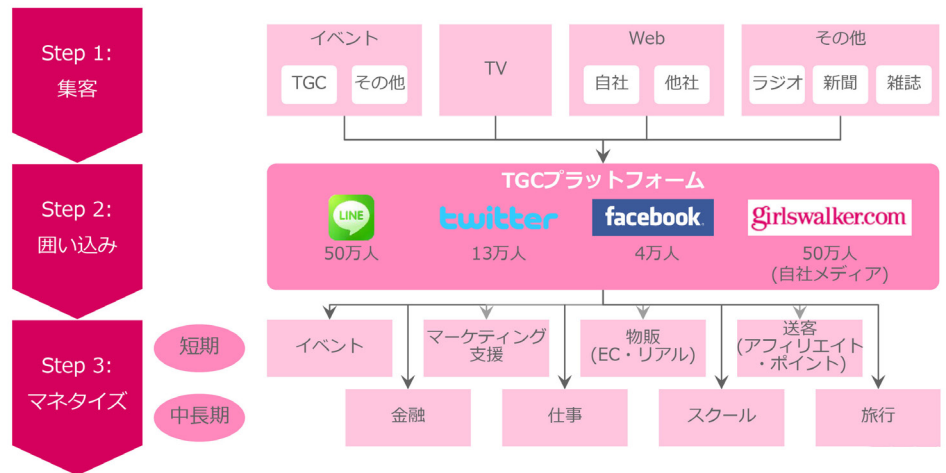 Step 1:
集客
イベント
TGC
その他
TV
Web
自社
他社
その他
ラジオ
新聞
雑誌
Step 2:
囲い込み
TGCプラットフォーム
LINE
50万人
twitter
13万人
facebook.
4万人
girlswalker.com
50万人
(自社メディア)
Step 3:
マネタイズ
短期
イベント
マーケティング
支援
物販
(EC・リアル)
送客
(アフィリエイト
・ポイント)
中長期
金融
仕事
スクール
旅行